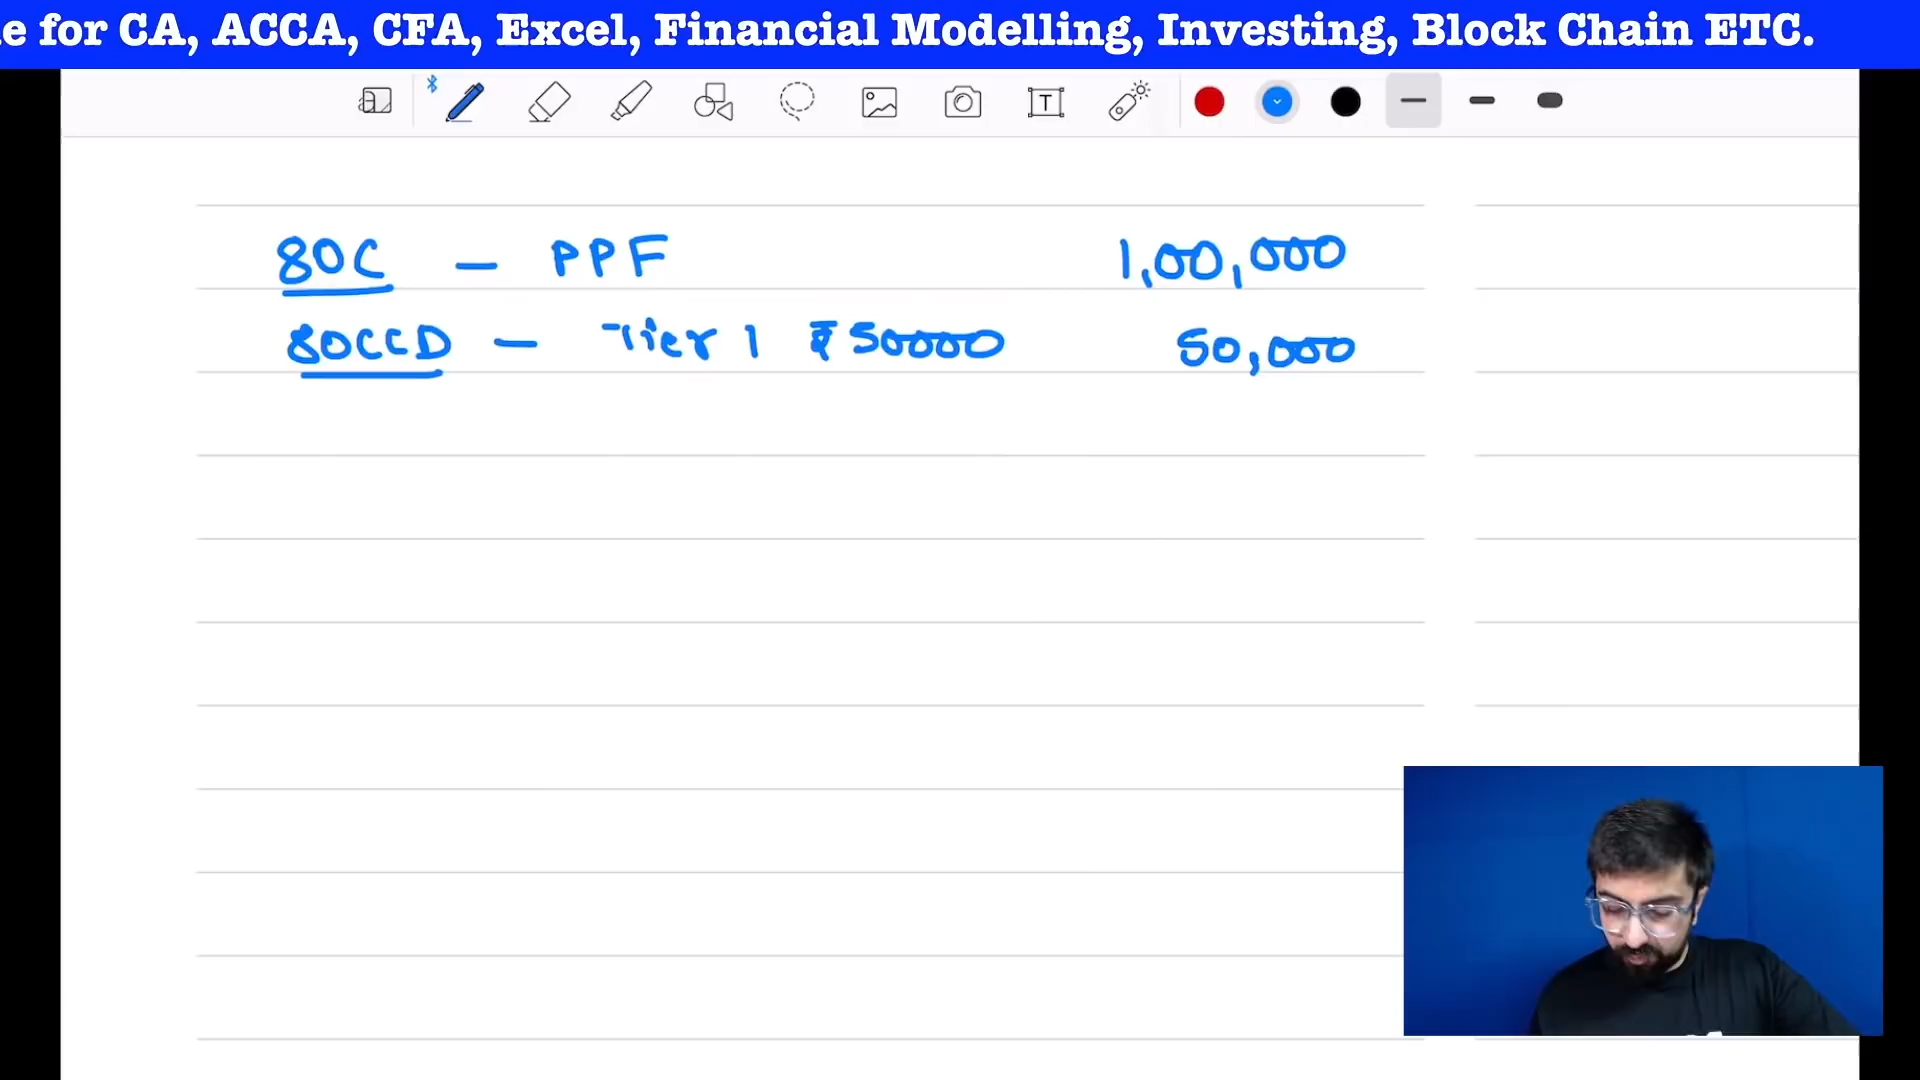 e for CA, ACCA, CFA, Excel, Financial Modelling, Investing, Block Chain ETC.
T
80C — PPF 1,00,000
80CCD — Tier 1 ₹50000 50,000